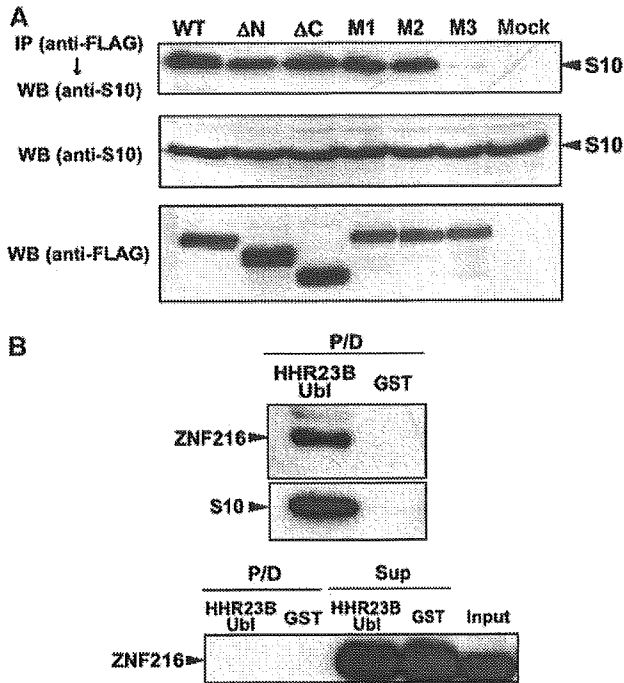 A
WT ΔN ΔC M1 M2 M3 Mock
IP (anti-FLAG)
↓
WB (anti-S10)
S10
WB (anti-S10)
S10
WB (anti-FLAG)
B
P/D
HHR23B
Ubl
GST
ZNF216
S10
P/D Sup
HHR23B
Ubl
GST
HHR23B
Ubl
GST
Input
ZNF216